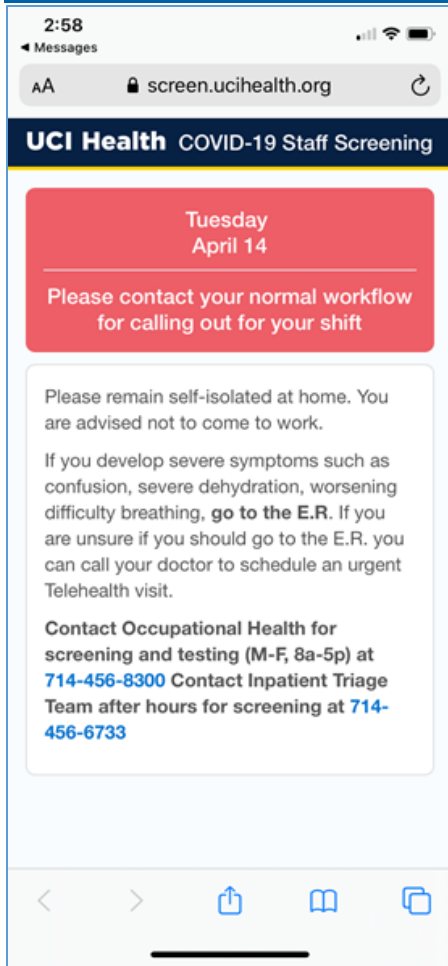 2:58
◀ Messages
AA screen.ucihealth.org
UCI Health COVID-19 Staff Screening
Tuesday
April 14
Please contact your normal workflow
for calling out for your shift
Please remain self-isolated at home. You
are advised not to come to work.
If you develop severe symptoms such as
confusion, severe dehydration, worsening
difficulty breathing, go to the E.R. If you
are unsure if you should go to the E.R. you
can call your doctor to schedule an urgent
Telehealth visit.
Contact Occupational Health for
screening and testing (M-F, 8a-5p) at
714-456-8300 Contact Inpatient Triage
Team after hours for screening at 714-
456-6733